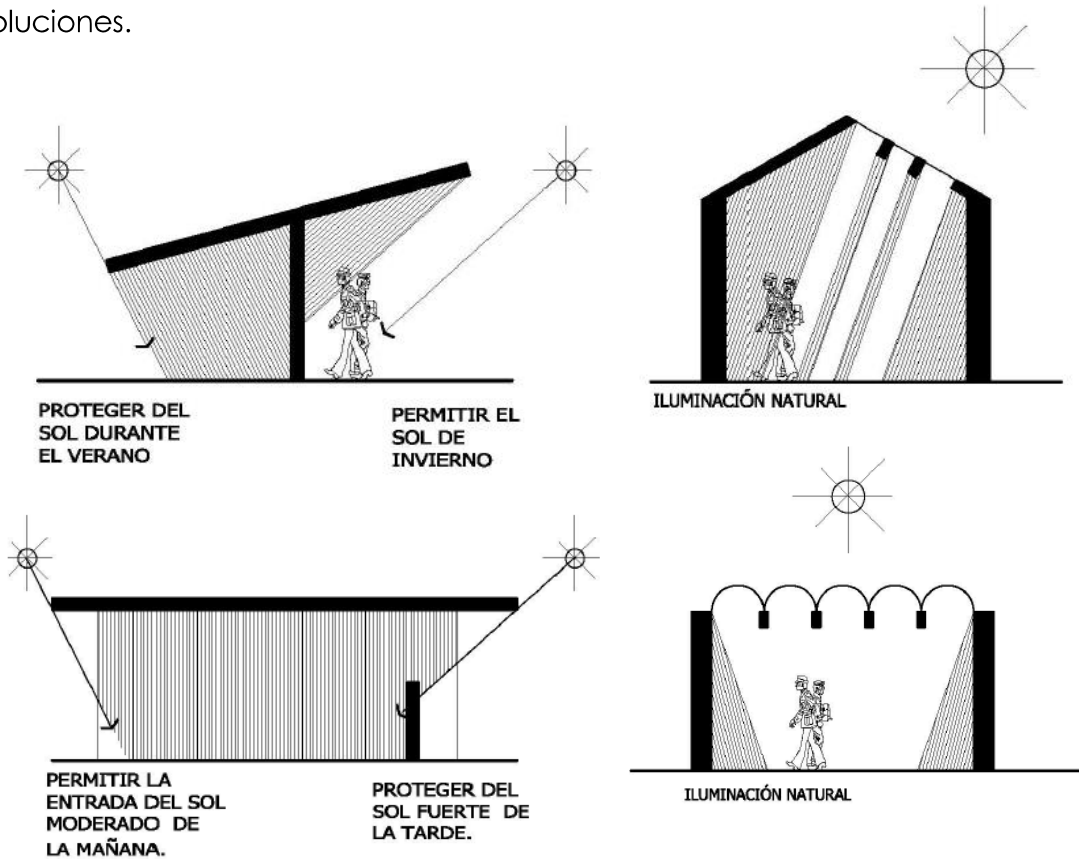 oluciones.
PROTEGER DEL
SOL DURANTE
EL VERANO
PERMITIR EL
SOL DE
INVIERNO
ILUMINACIÓN NATURAL
PERMITIR LA
ENTRADA DEL SOL
MODERADO DE
LA MAÑANA.
PROTEGER DEL
SOL FUERTE DE
LA TARDE.
ILUMINACIÓN NATURAL